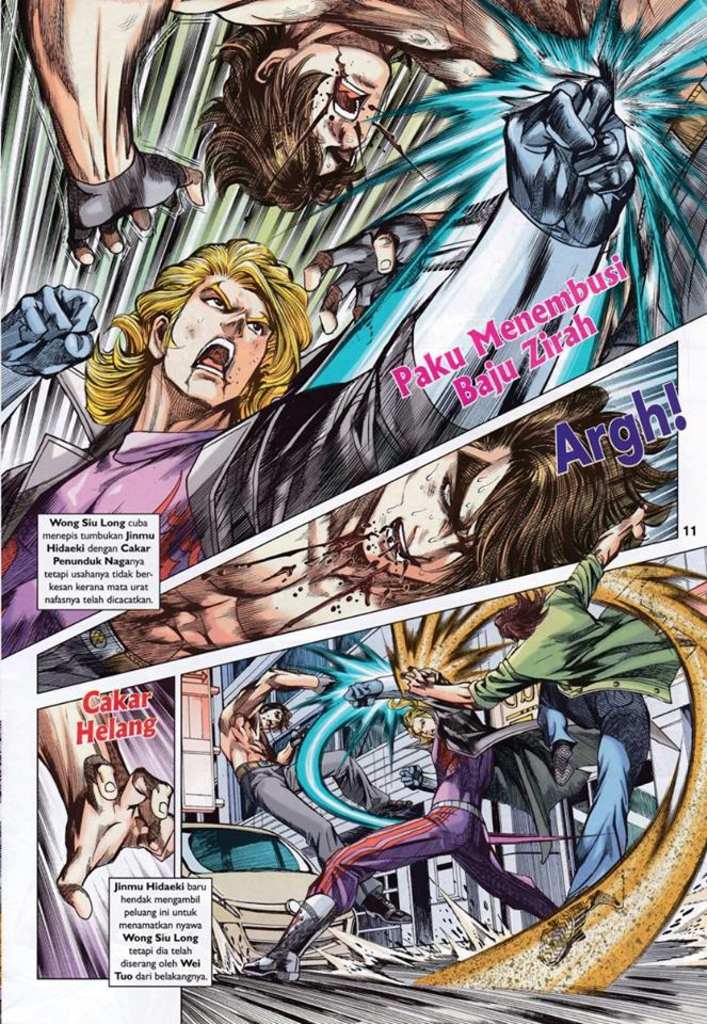 Paku Menembusi
Baju Zirah
Argh!
11
Wong Siu Long cuba
menepis tumbukan Jinmu
Hidaeki dengan Cakar
Penunduk Naganya
tetapi usahanya tidak ber-
kesan kerana mata urat
nafasnya telah dicacatkan.
Cakar
Helang
Jinmu Hidaeki baru
hendak mengambil
peluang ini untuk
menamatkan nyawa
Wong Siu Long
tetapi dia telah
diserang oleh Wei
Tuo dari belakangnya.